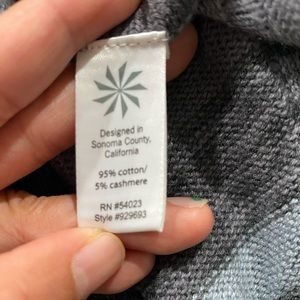 Designed in
Sonoma County,
California
95% cotton/
5% cashmere
RN #54023
Style #929693